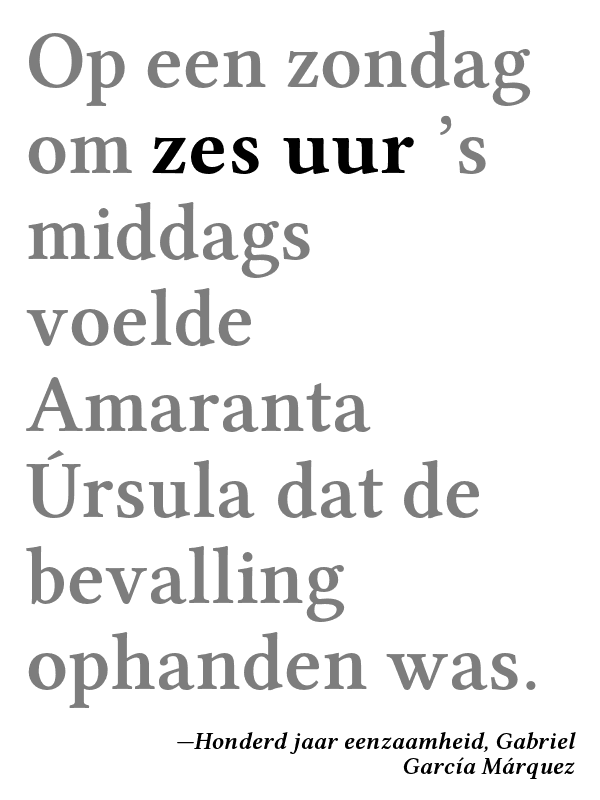 Op een zondag
om zes uur ’s
middags
voelde
Amaranta
Úrsula dat de
bevalling
ophanden was.
—Honderd jaar eenzaamheid, Gabriel
García Márquez